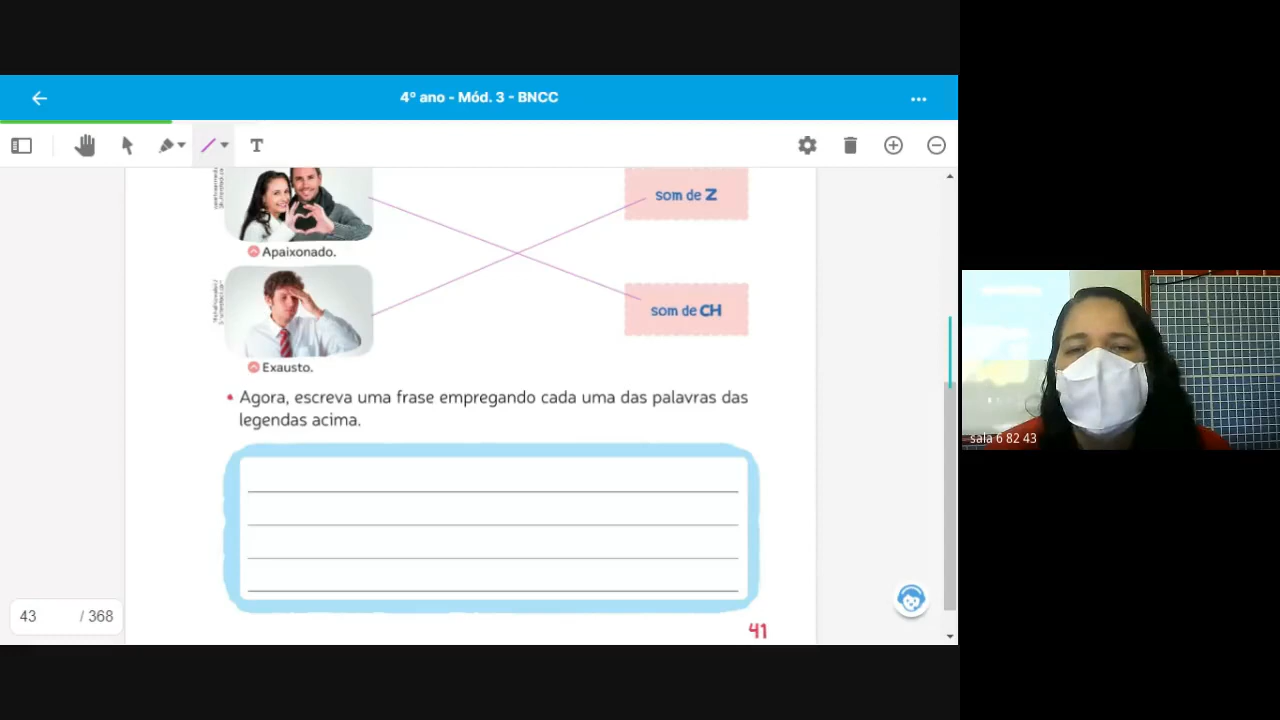 4º ano - Mód. 3 - BNCC
T
som de Z
Apaixonado.
som de CH
Exausto.
• Agora, escreva uma frase empregando cada uma das palavras das
legendas acima.
43 / 368
41
sala 6 82 43